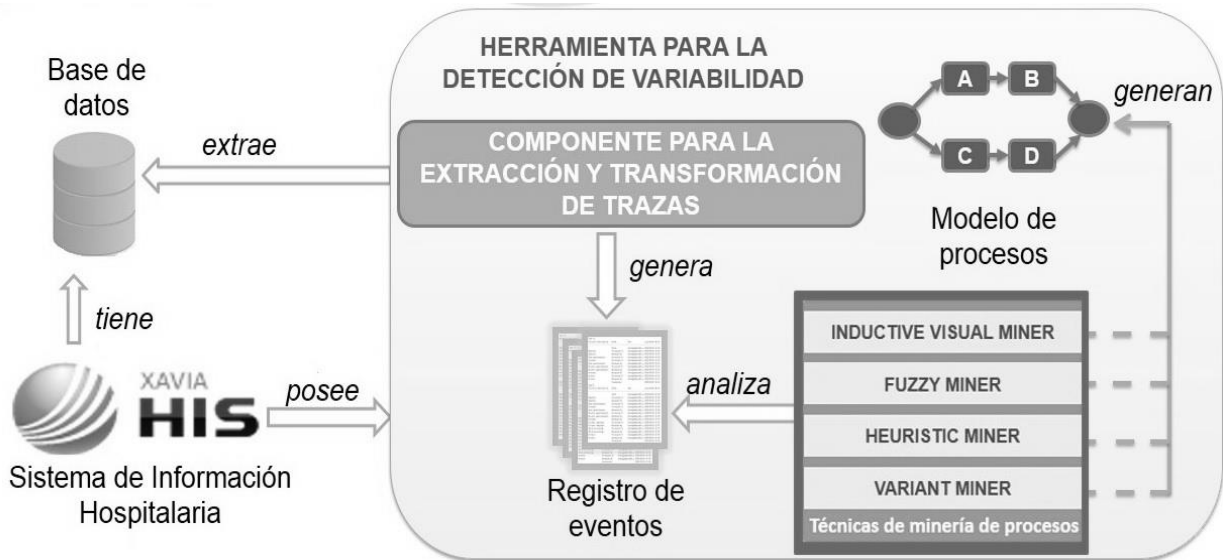 HERRAMIENTA PARA LA
DETECCIÓN DE VARIABILIDAD
Base de
datos
extrae
COMPONENTE PARA LA
EXTRACCIÓN Y TRANSFORMACIÓN
DE TRAZAS
A
B
C
D
generan
Modelo de
procesos
genera
tiene
XAVIA
HIS
posee
Sistema de Información
Hospitalaria
analiza
Registro de
eventos
INDUCTIVE VISUAL MINER
FUZZY MINER
HEURISTIC MINER
VARIANT MINER
Técnicas de minería de procesos